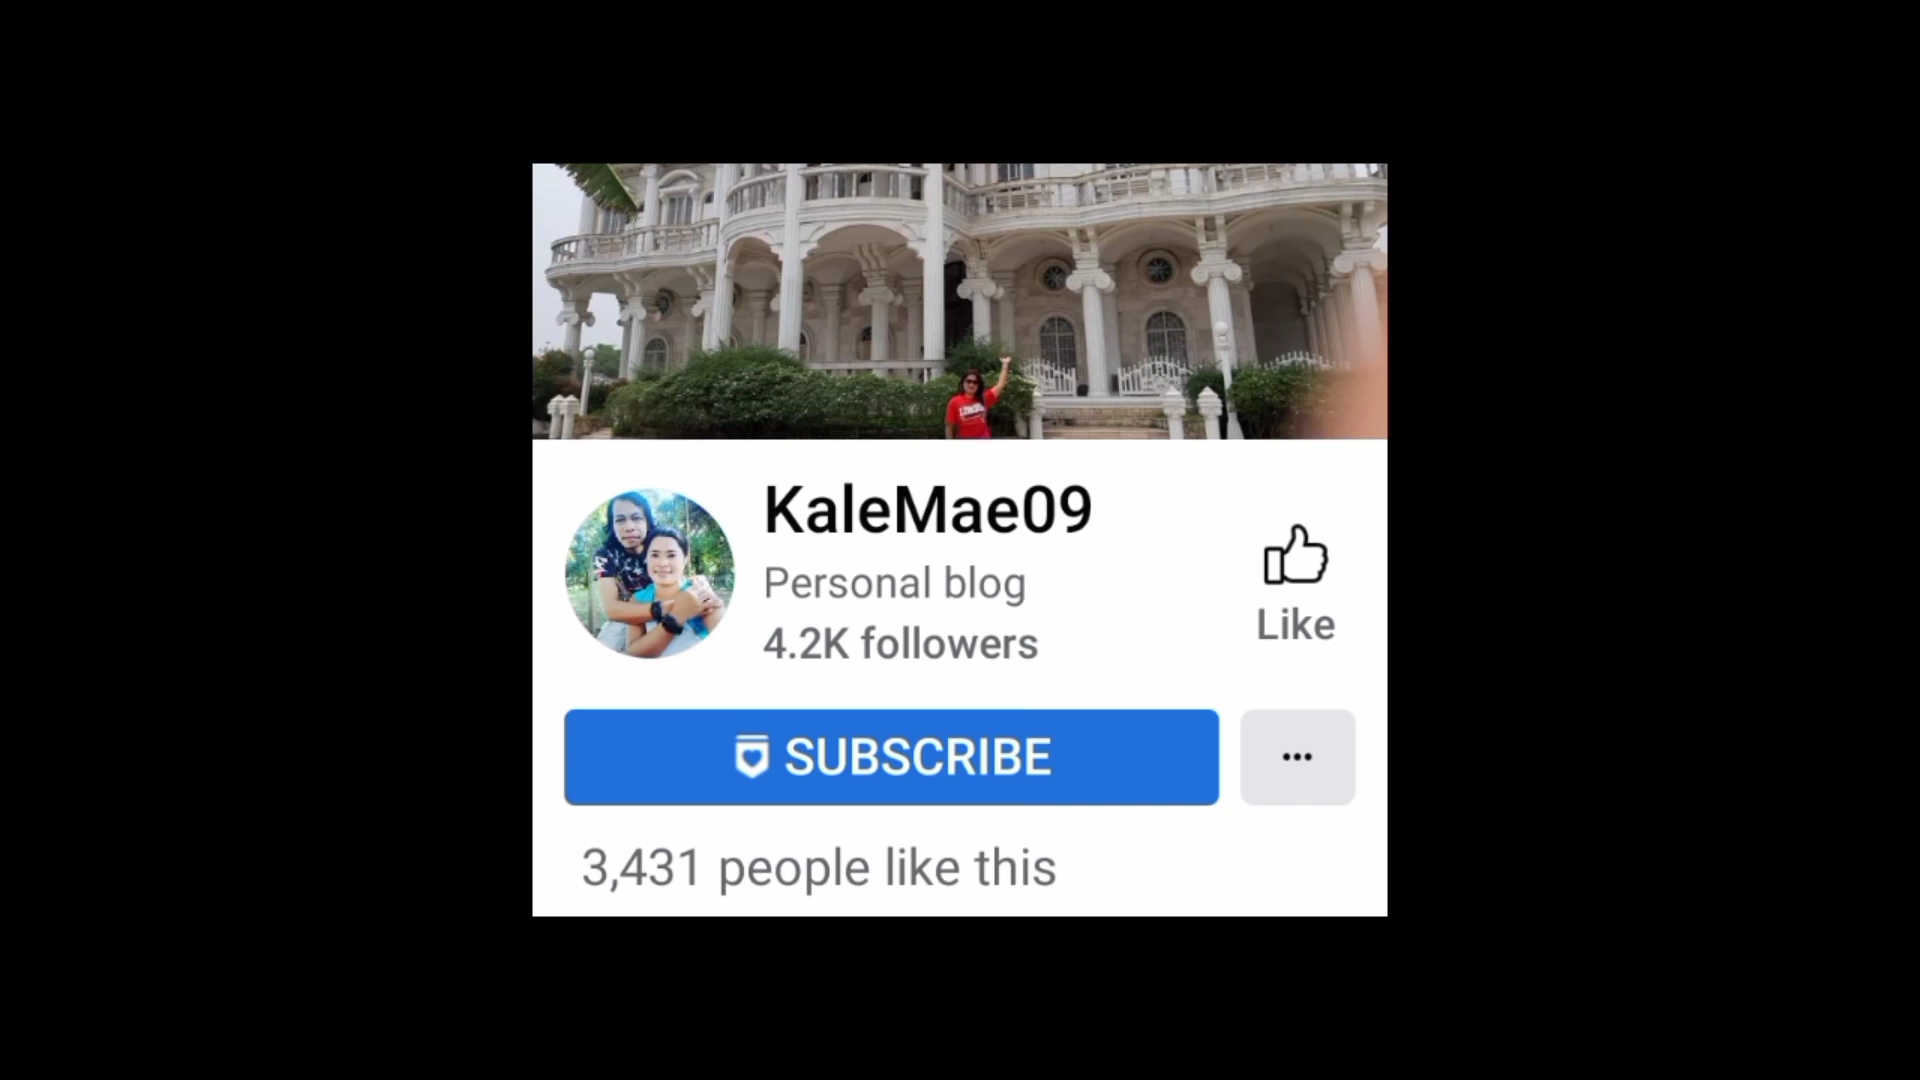 KaleMae09
Personal blog
4.2K followers
Like
SUBSCRIBE
3,431 people like this